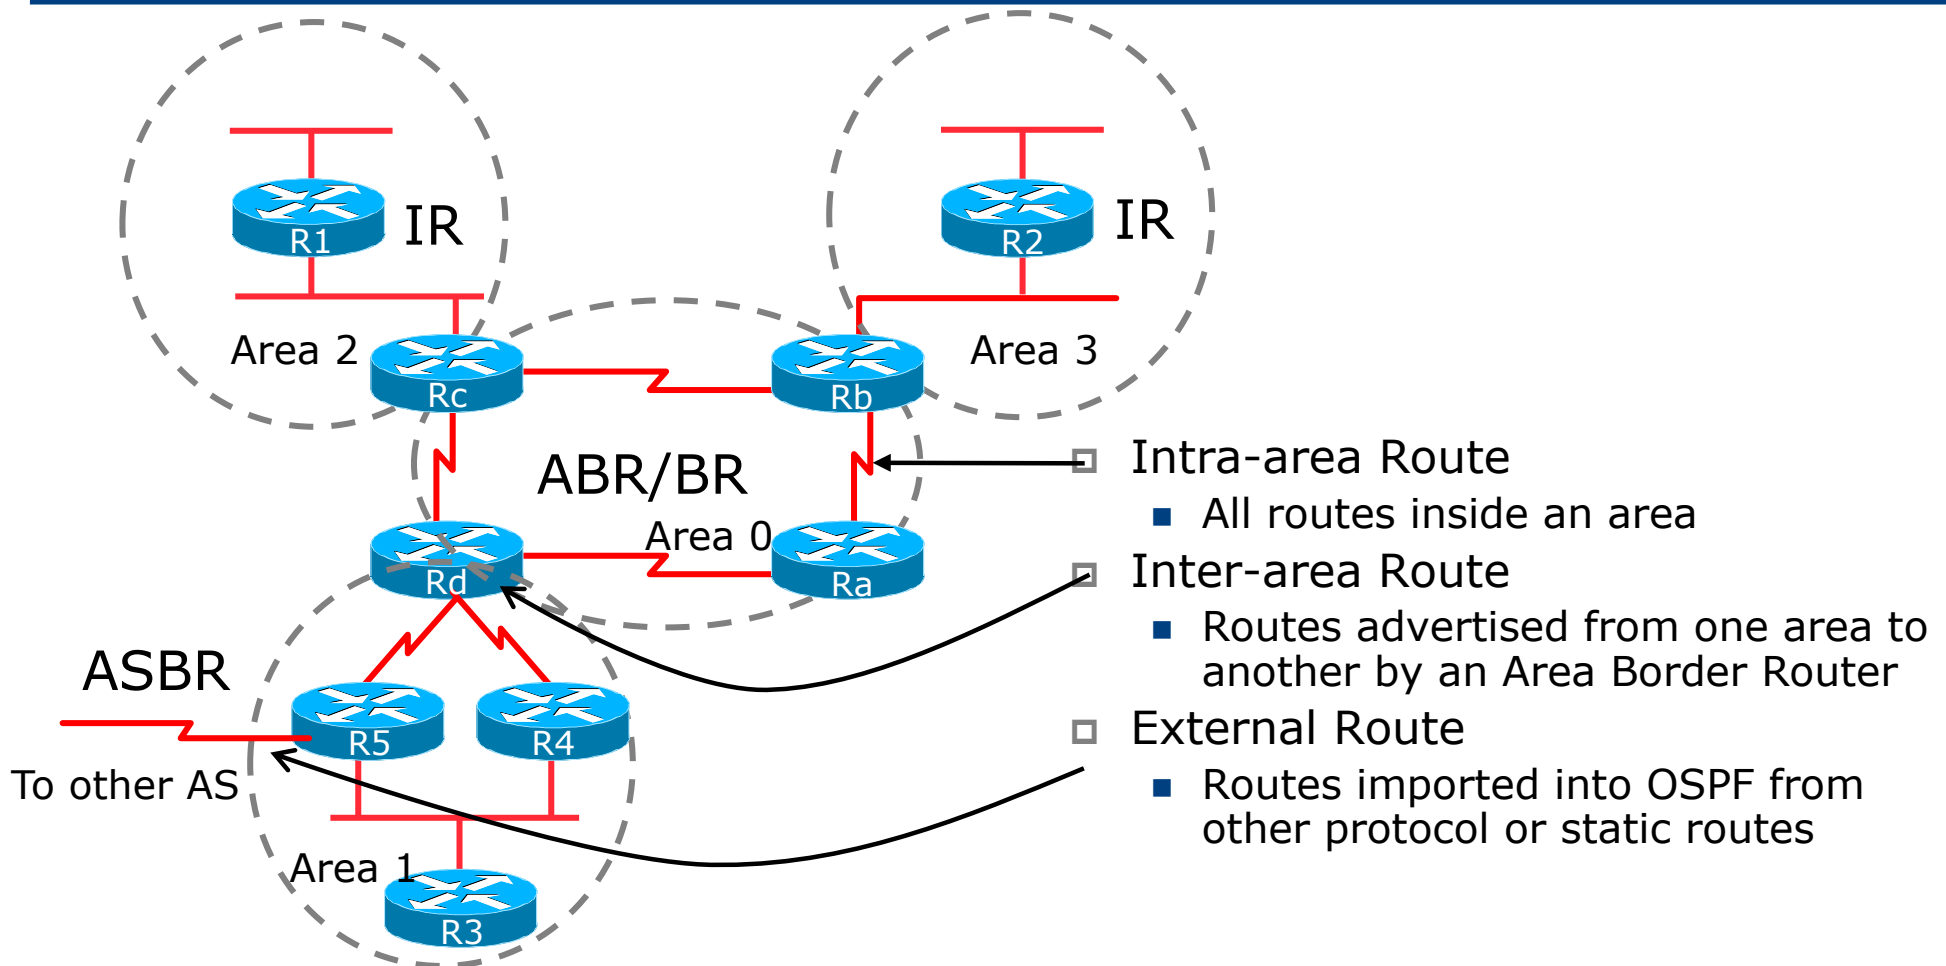 R1
IR
R2
IR
Area 2
Area 3
Rc
Rb
ABR/BR
Area 0
Rd
Ra
ASBR
R5
R4
To other AS
Area 1
R3
Intra-area Route
All routes inside an area
Inter-area Route
Routes advertised from one area to
another by an Area Border Router
External Route
Routes imported into OSPF from
other protocol or static routes